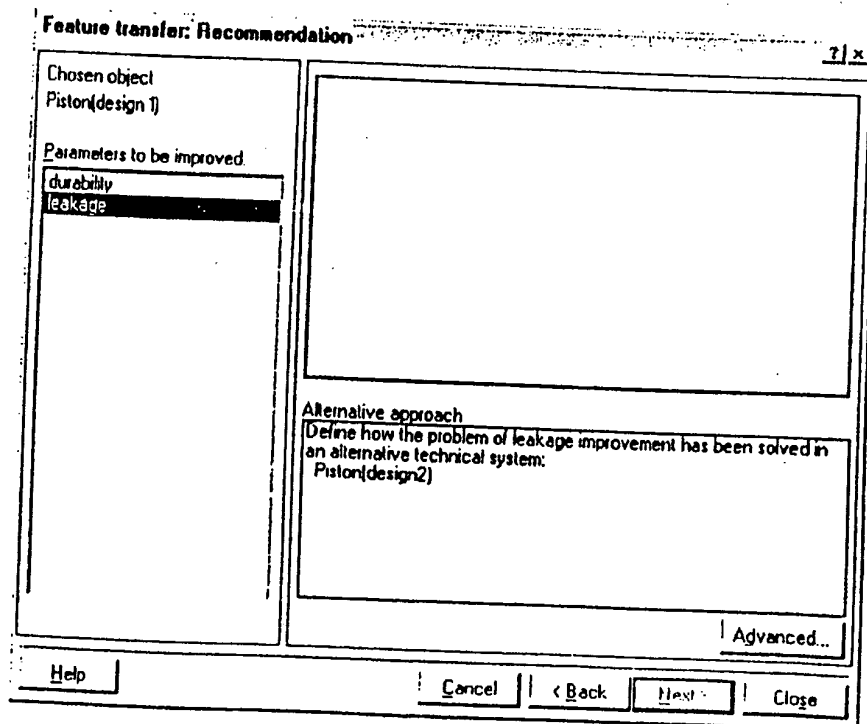 Feature transfer: Recommendation
? x
Chosen object
Piston(design 1)
Parameters to be improved.
durability
leakage
Alternative approach
Define how the problem of leakage improvement has been solved in
an alternative technical system:
Piston(design2)
Advanced...
Help
Cancel
< Back
Next >
Close